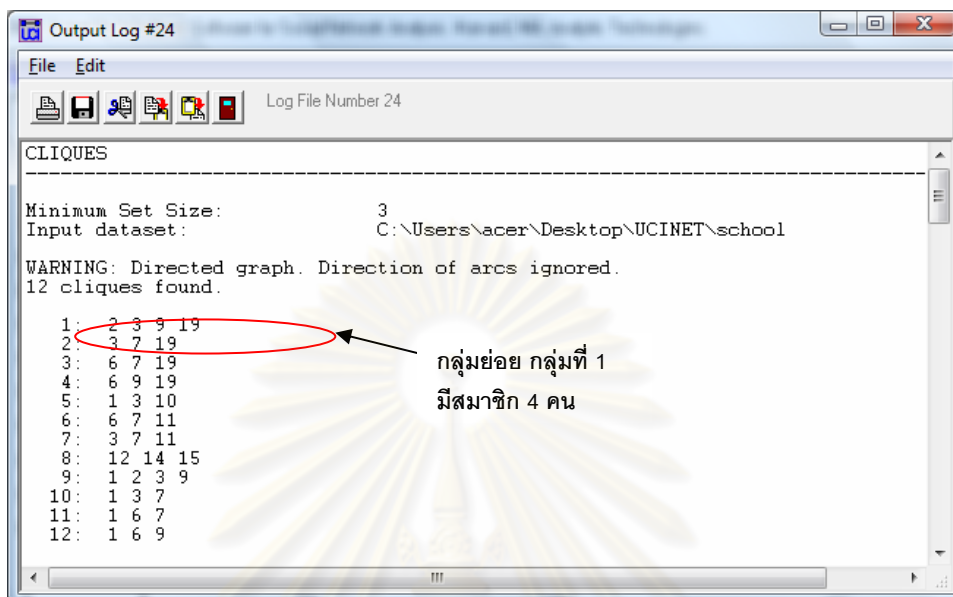 Output Log #24
File Edit
Log File Number 24
CLIQUES
Minimum Set Size: 3
Input dataset: C:\Users\acer\Desktop\UCINET\school
WARNING: Directed graph. Direction of arcs ignored.
12 cliques found.
1: 2 3 9 19
2: 3 7 19
3: 6 7 19
4: 6 9 19
5: 1 3 10
6: 6 7 11
7: 3 7 11
8: 12 14 15
9: 1 2 3 9
10: 1 3 7
11: 1 6 7
12: 1 6 9
กลุ่มย่อย กลุ่มที่ 1
มีสมาชิก 4 คน